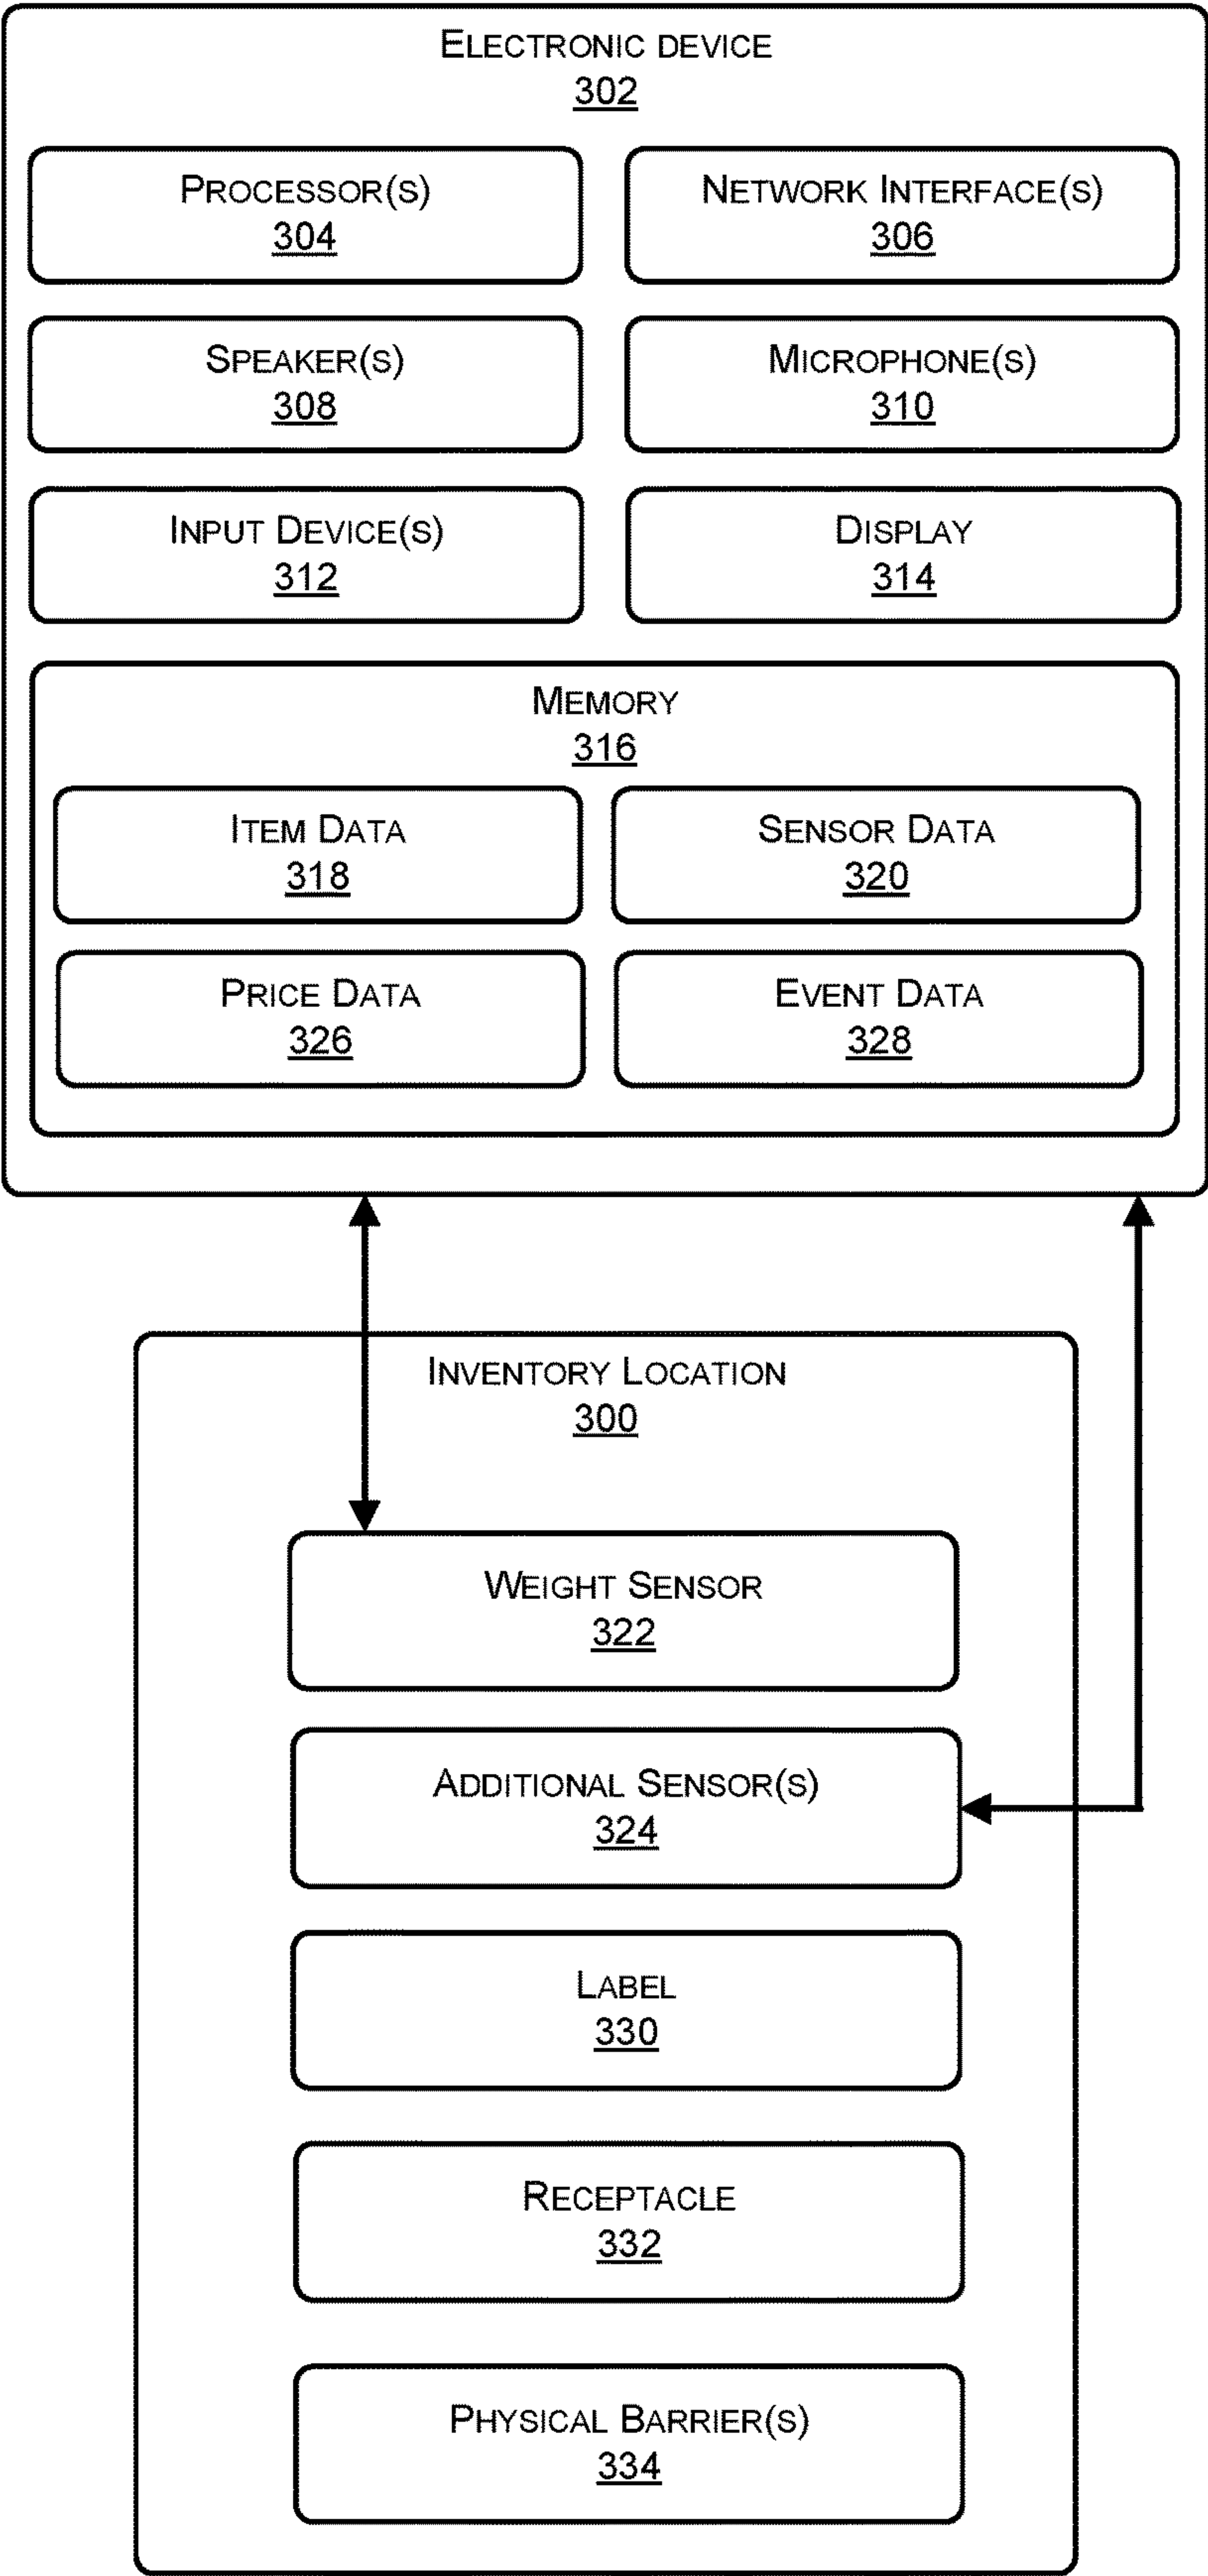 ELECTRONIC DEVICE
302
PROCESSOR(S)
304
NETWORK INTERFACE(S)
306
SPEAKER(S)
308
MICROPHONE(S)
310
INPUT DEVICE(S)
312
DISPLAY
314
MEMORY
316
ITEM DATA
318
SENSOR DATA
320
PRICE DATA
326
EVENT DATA
328
INVENTORY LOCATION
300
WEIGHT SENSOR
322
ADDITIONAL SENSOR(S)
324
LABEL
330
RECEPTACLE
332
PHYSICAL BARRIER(S)
334